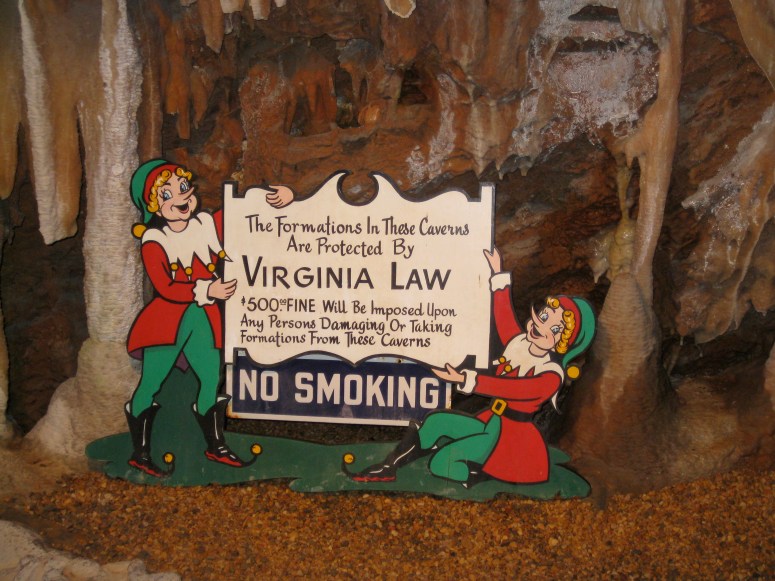 The Formations In These Caverns
Are Protected By
VIRGINIA LAW
$500.00 FINE Will Be Imposed Upon
Any Persons Damaging Or Taking
Formations From These Caverns
NO SMOKING